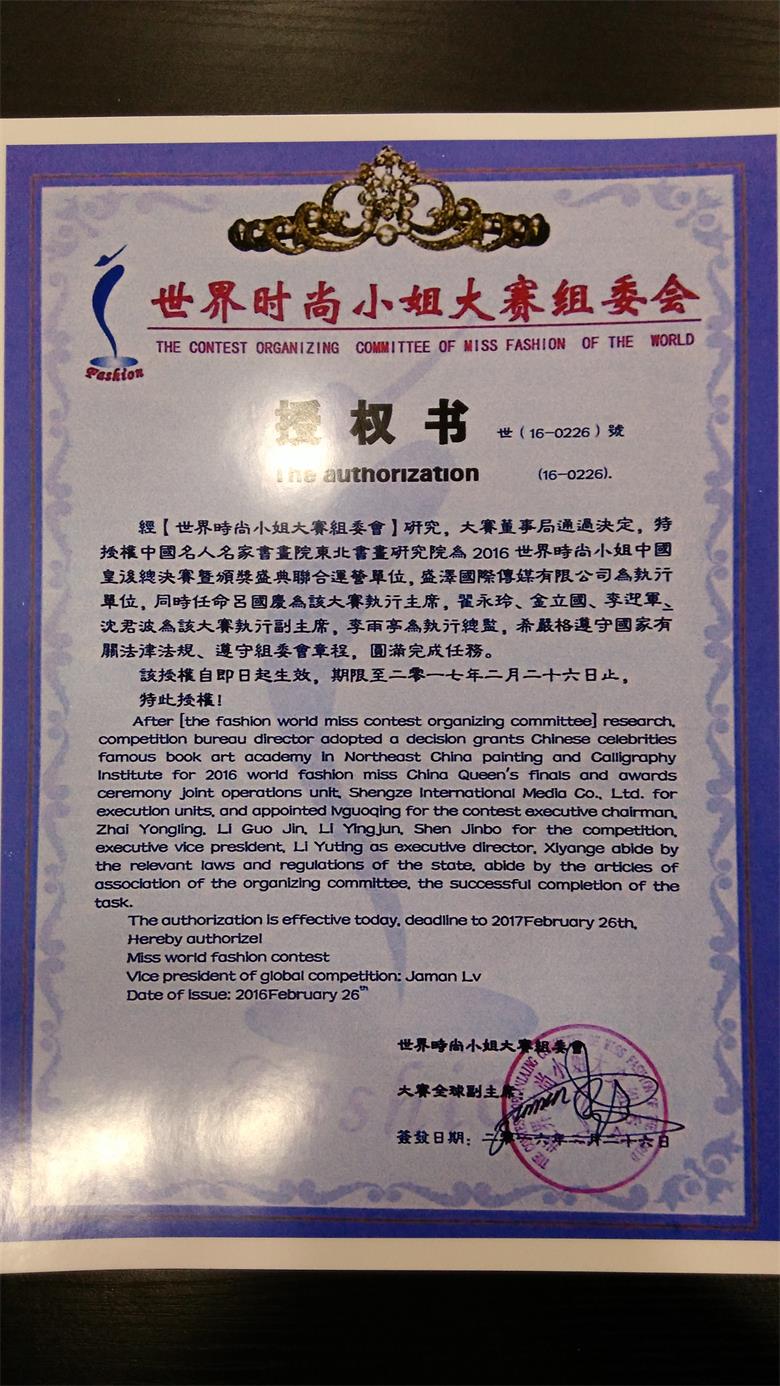 世界时尚小姐大赛组委会
THE CONTEST ORGANIZING COMMITTEE OF MISS FASHION OF THE WORLD
Fashion
授权书 世（16-0226）號
The authorization (16-0226).
經【世界時尚小姐大賽組委會】研究，大賽董事局通過決定，特
授權中國名人名家書畫院東北書畫研究院為2016世界時尚小姐中國
皇後總決賽暨頒獎盛典聯合運營單位，盛澤國際傳媒有限公司為執行
單位，同時任命呂國慶為該大賽執行主席，翟永玲、金立國、李迎軍、
沈君波為該大賽執行副主席，李雨亭為執行總監，希嚴格遵守國家有
關法律法規、遵守組委會章程，圓滿完成任務。
該授權自即日起生效，期限至二零一七年二月二十六日止，
特此授權！
After [the fashion world miss contest organizing committee] research,
competition bureau director adopted a decision grants Chinese celebrities
famous book art academy in Northeast China painting and Calligraphy
Institute for 2016 world fashion miss China Queen's finals and awards
ceremony joint operations unit, Shengze International Media Co., Ltd. for
execution units, and appointed lvguoqing for the contest executive chairman,
Zhai Yongling, Li Guo Jin, Li Yingjun, Shen Jinbo for the competition,
executive vice president, Li Yuting as executive director, Xiyange abide by
the relevant laws and regulations of the state, abide by the articles of
association of the organizing committee, the successful completion of the
task.
The authorization is effective today, deadline to 2017February 26th,
Hereby authorize!
Miss world fashion contest
Vice president of global competition: Jaman Lv
Date of issue: 2016February 26th
世界時尚小姐大賽組委會
大賽全球副主席
簽發日期：二零一六年二月二十六日